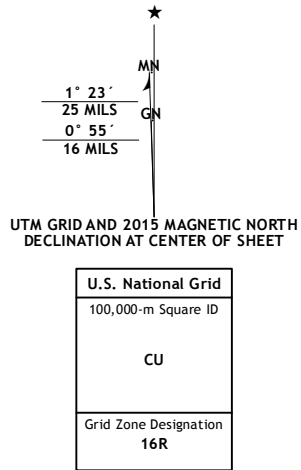 MN
1° 23´
25 MILS
GN
0° 55´
16 MILS
UTM GRID AND 2015 MAGNETIC NORTH
DECLINATION AT CENTER OF SHEET
U.S. National Grid
100,000-m Square ID
CU
Grid Zone Designation
16R